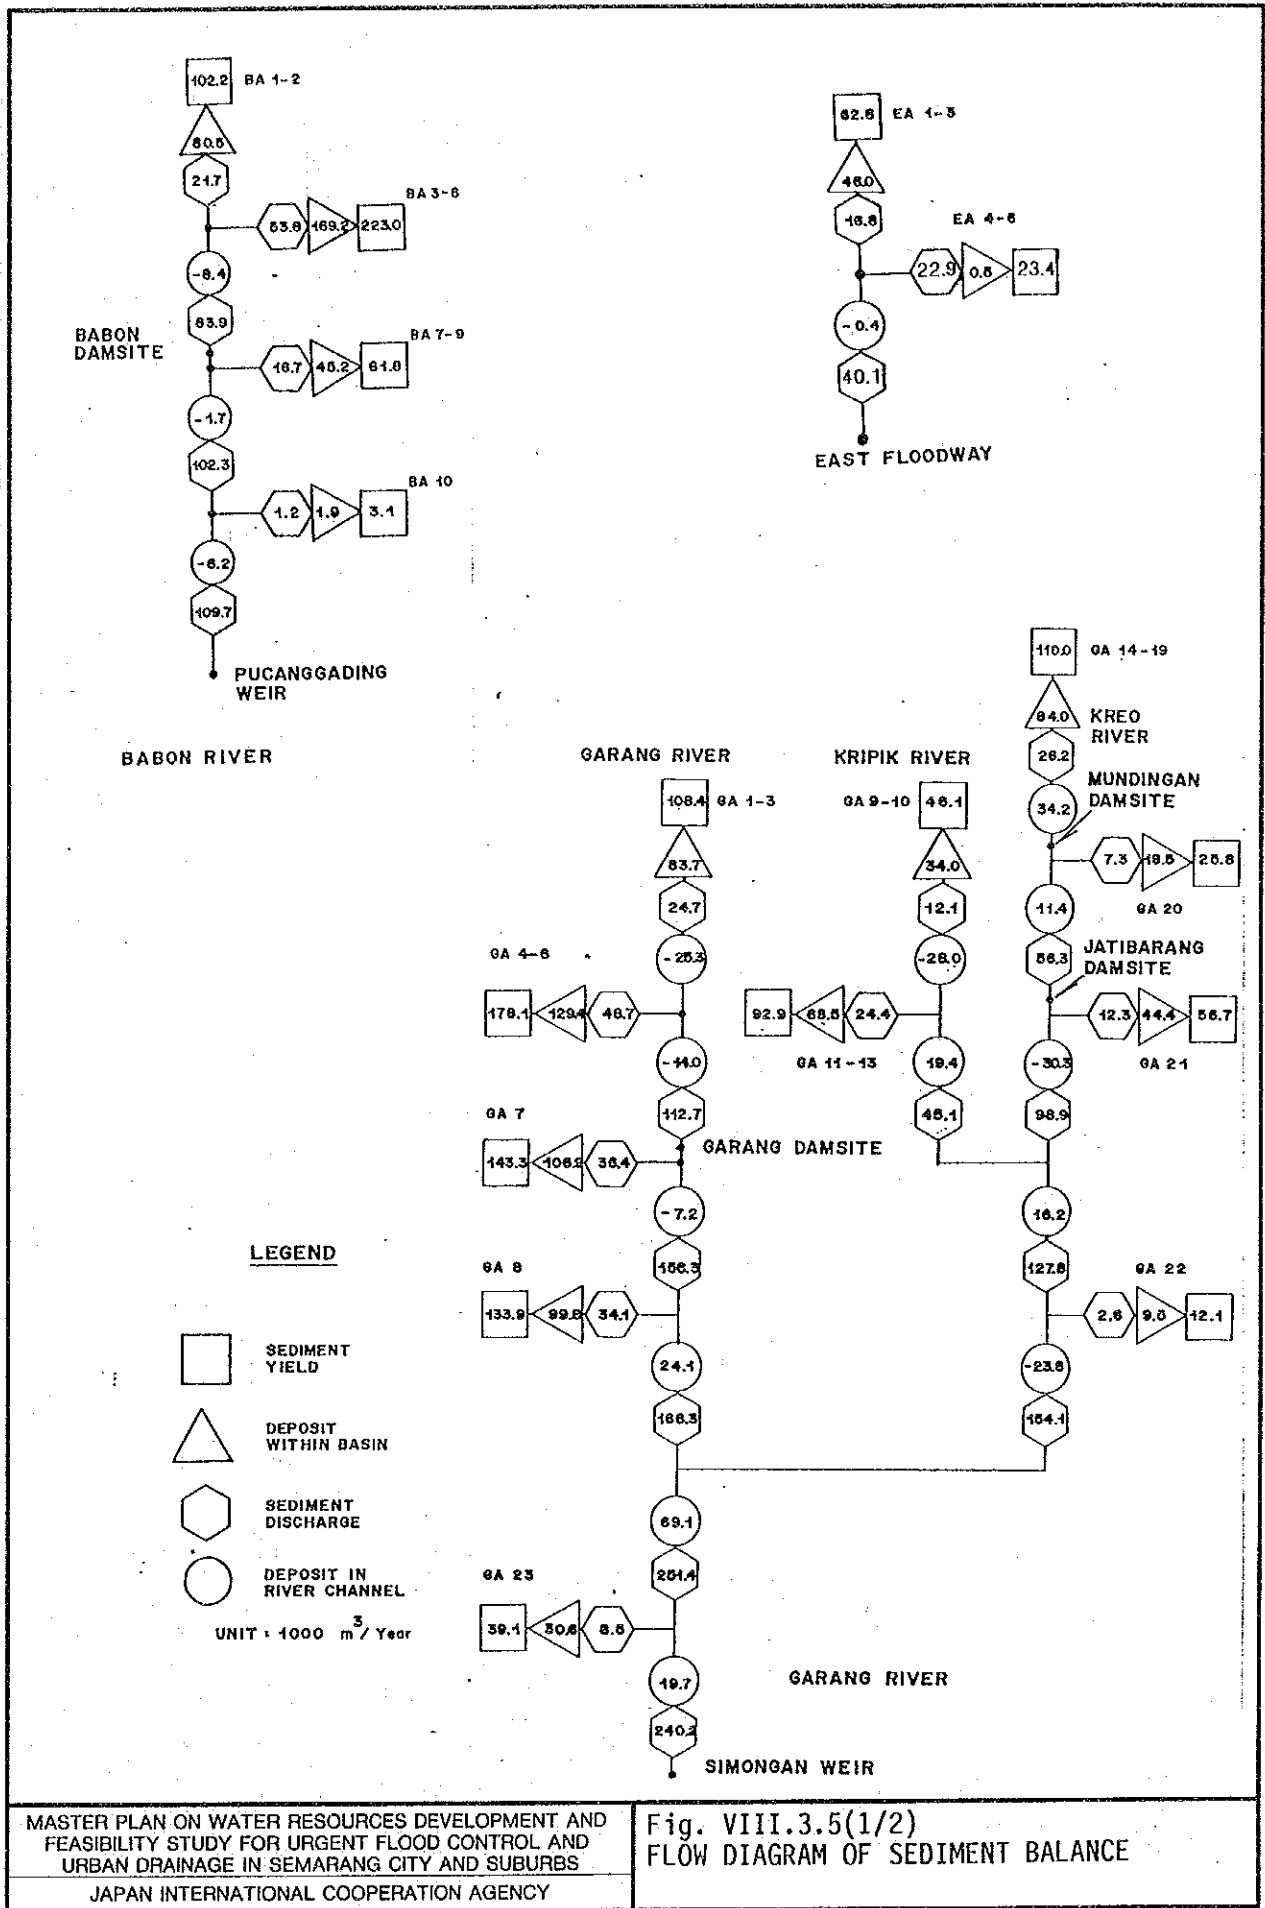 102.2 BA 1-2
80.5
21.7
BA 3-6
53.8 169.2 223.0
-8.4
83.9
BABON
DAMSITE
BA 7-9
16.7 45.2 61.8
-1.7
102.3
BA 10
1.2 1.9 3.1
-6.2
109.7
PUCANGGADING
WEIR
BABON RIVER
62.8 EA 1-3
46.0
16.8
EA 4-6
22.9 0.5 23.4
-0.4
40.1
EAST FLOODWAY
GARANG RIVER
108.4 GA 1-3
83.7
24.7
-25.3
GA 4-6
178.1 129.4 48.7
-14.0
112.7
GARANG DAMSITE
GA 7
143.3 106.9 36.4
-7.2
156.3
GA 8
133.9 99.8 34.1
24.1
166.3
KRIPIK RIVER
GA 9-10 46.1
34.0
12.1
-28.0
92.9 68.5 24.4
GA 11-13
19.4
45.1
110.0 GA 14-19
84.0
KREO
RIVER
26.2
34.2
MUNDINGAN
DAMSITE
7.3 18.5 25.8
GA 20
11.4
56.3
JATIBARANG
DAMSITE
12.3 44.4 56.7
GA 21
-30.3
98.9
16.2
127.8
GA 22
2.6 9.5 12.1
-23.8
154.1
69.1
251.4
GA 23
39.1 30.6 8.5
19.7
240.2
GARANG RIVER
SIMONGAN WEIR
LEGEND
SEDIMENT
YIELD
DEPOSIT
WITHIN BASIN
SEDIMENT
DISCHARGE
DEPOSIT IN
RIVER CHANNEL
UNIT : 1000 m³/Year
MASTER PLAN ON WATER RESOURCES DEVELOPMENT AND
FEASIBILITY STUDY FOR URGENT FLOOD CONTROL AND
URBAN DRAINAGE IN SEMARANG CITY AND SUBURBS
JAPAN INTERNATIONAL COOPERATION AGENCY
Fig. VIII.3.5(1/2)
FLOW DIAGRAM OF SEDIMENT BALANCE